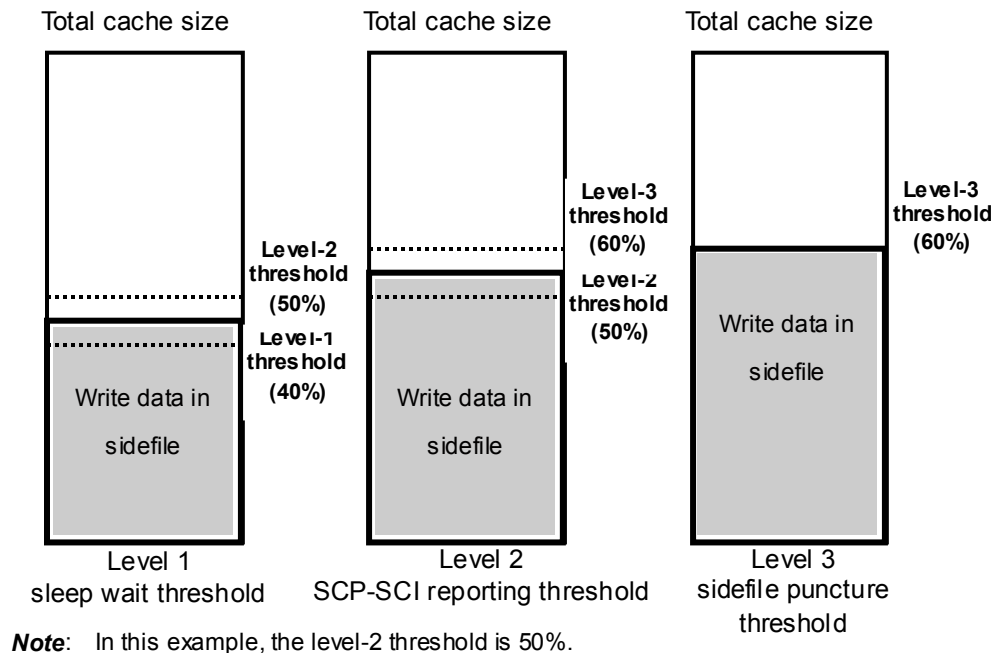 Total cache size
Total cache size
Total cache size
Level-2
threshold
(50%)
Level-1
threshold
(40%)
Write data in
sidefile
Level-3
threshold
(60%)
Level-2
threshold
(50%)
Write data in
sidefile
Level-3
threshold
(60%)
Write data in
sidefile
Level 1
sleep wait threshold
Level 2
SCP-SCI reporting threshold
Level 3
sidefile puncture
threshold
Note: In this example, the level-2 threshold is 50%.